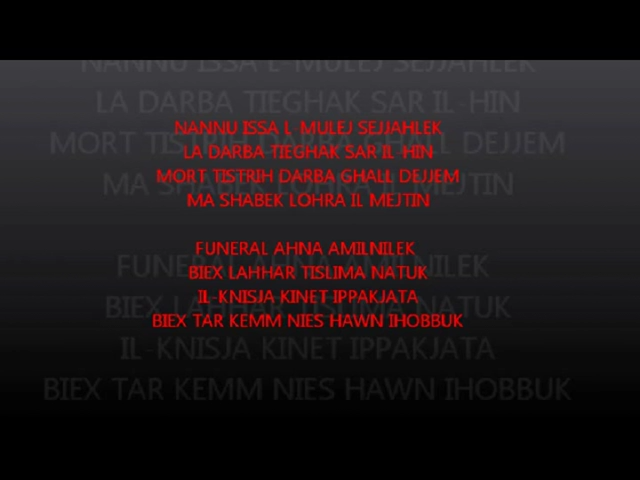 NANNU ISSA L-MULEJ SEJJAHLEK
LA DARBA TIEGHAK SAR IL-HIN
MORT TISTRIH DARBA GHALL DEJJEM
MA SHABEK LOHRA IL MEJTIN
FUNERAL AHNA AMILNILEK
BIEX LAHHAR TISLIMA NATUK
IL-KNISJA KINET IPPAKJATA
BIEX TAR KEMM NIES HAWN IHOBBUK